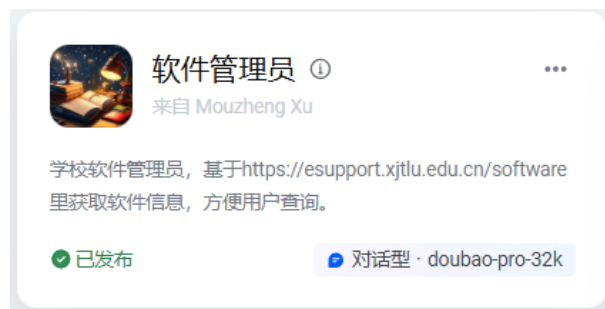 软件管理员
来自 Mouzheng Xu
学校软件管理员，基于https://esupport.xjtlu.edu.cn/software
里获取软件信息，方便用户查询。
已发布
对话型 · doubao-pro-32k